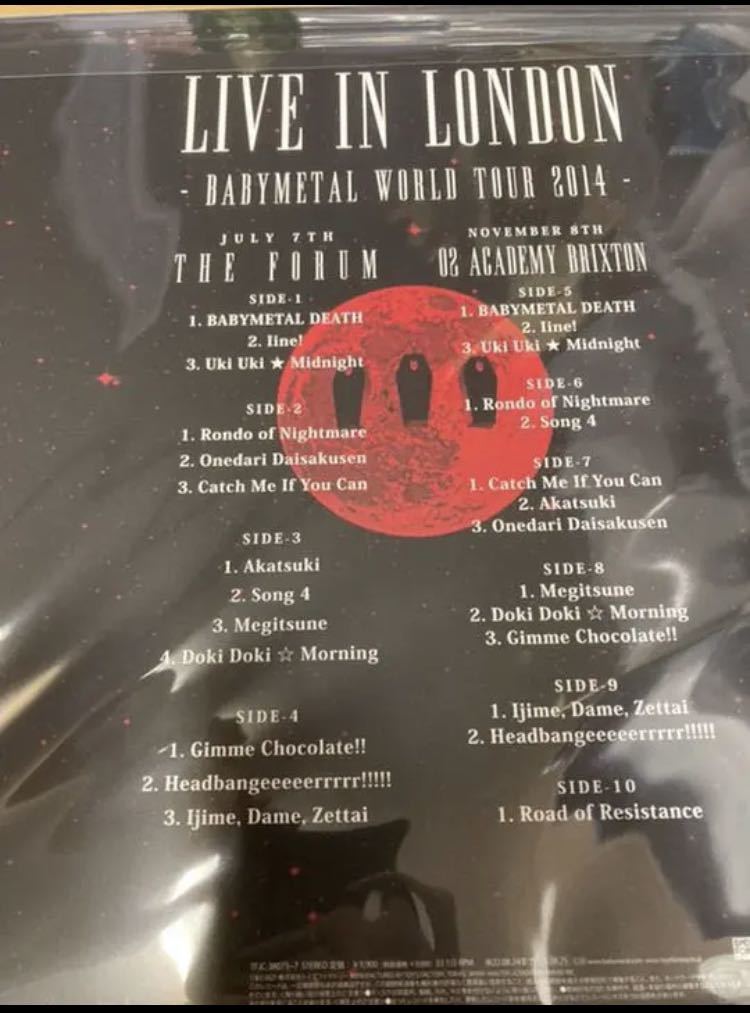 LIVE IN LONDON
- BABYMETAL WORLD TOUR 2014 -
JULY 7TH
THE FORUM
SIDE-1
1. BABYMETAL DEATH
2. Iine!
3. Uki Uki ★ Midnight
SIDE-2
1. Rondo of Nightmare
2. Onedari Daisakusen
3. Catch Me If You Can
SIDE-3
1. Akatsuki
2. Song 4
3. Megitsune
4. Doki Doki ☆ Morning
SIDE-4
1. Gimme Chocolate!!
2. Headbangeeeeerrrrr!!!!!
3. Ijime, Dame, Zettai
NOVEMBER 8TH
O2 ACADEMY BRIXTON
SIDE-5
1. BABYMETAL DEATH
2. Iine!
3. Uki Uki ★ Midnight
SIDE-6
1. Rondo of Nightmare
2. Song 4
SIDE-7
1. Catch Me If You Can
2. Akatsuki
3. Onedari Daisakusen
SIDE-8
1. Megitsune
2. Doki Doki ☆ Morning
3. Gimme Chocolate!!
SIDE-9
1. Ijime, Dame, Zettai
2. Headbangeeeeerrrrr!!!!!
SIDE-10
1. Road of Resistance
STEREO